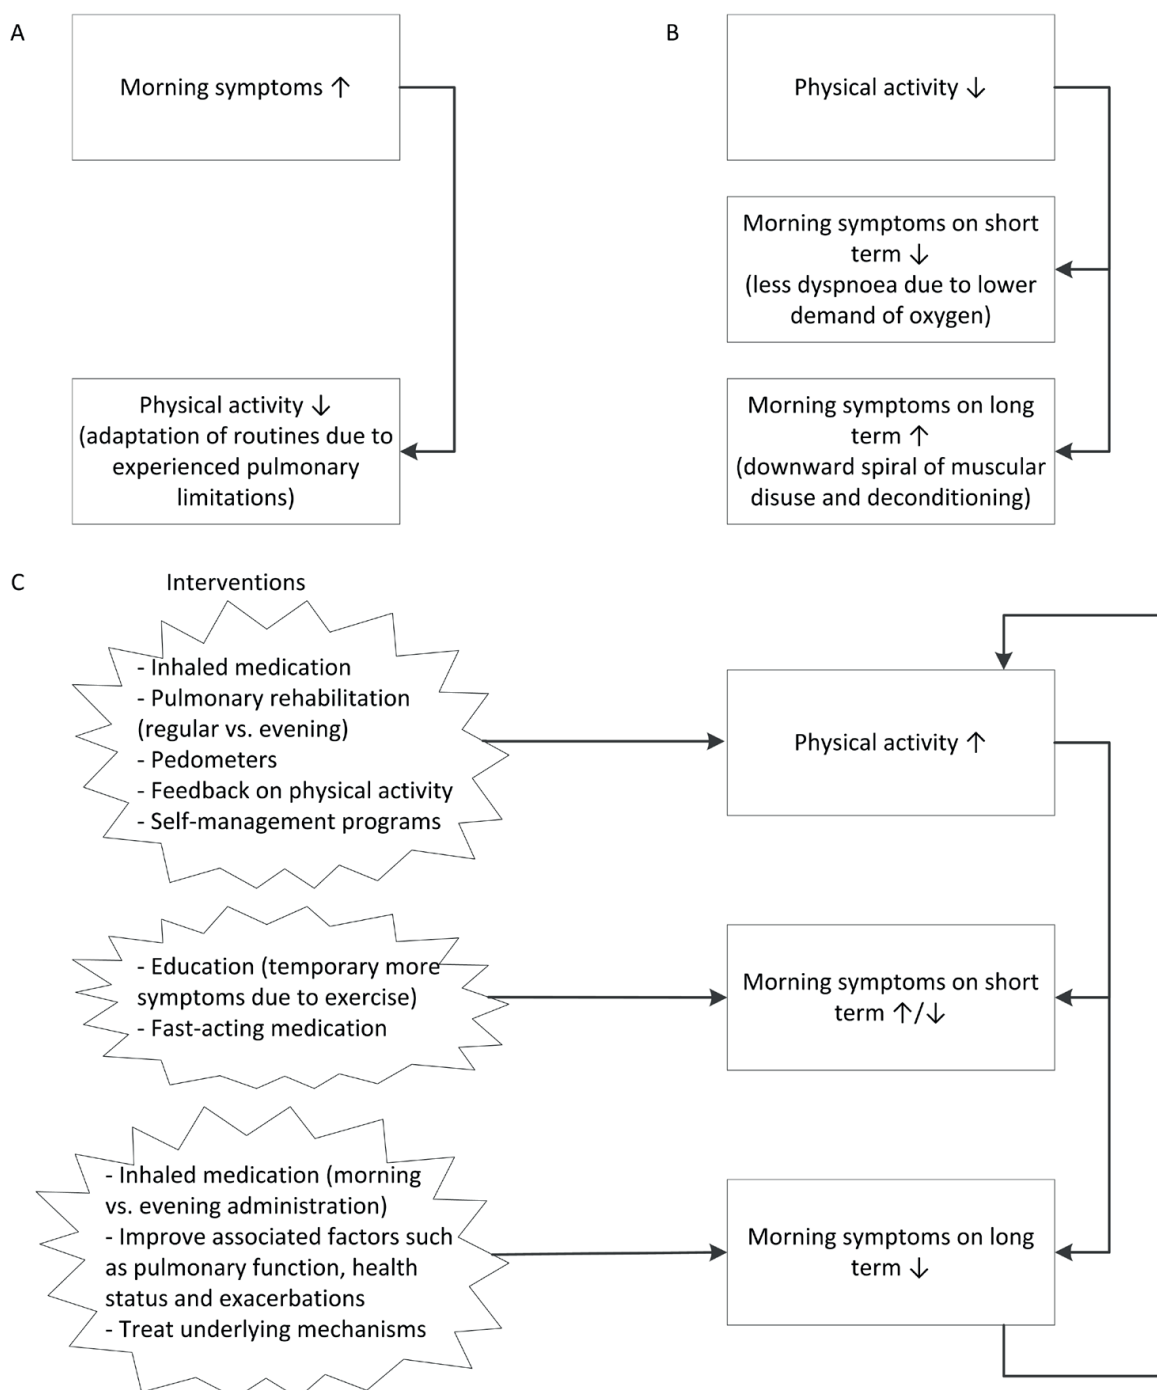 A
Morning symptoms ↑
Physical activity ↓
(adaptation of routines due to
experienced pulmonary
limitations)
B
Physical activity ↓
Morning symptoms on short
term ↓
(less dyspnoea due to lower
demand of oxygen)
Morning symptoms on long
term ↑
(downward spiral of muscular
disuse and deconditioning)
C
Interventions
- Inhaled medication
- Pulmonary rehabilitation
(regular vs. evening)
- Pedometers
- Feedback on physical activity
- Self-management programs
Physical activity ↑
- Education (temporary more
symptoms due to exercise)
- Fast-acting medication
Morning symptoms on short
term ↑/↓
- Inhaled medication (morning
vs. evening administration)
- Improve associated factors such
as pulmonary function, health
status and exacerbations
- Treat underlying mechanisms
Morning symptoms on long
term ↓